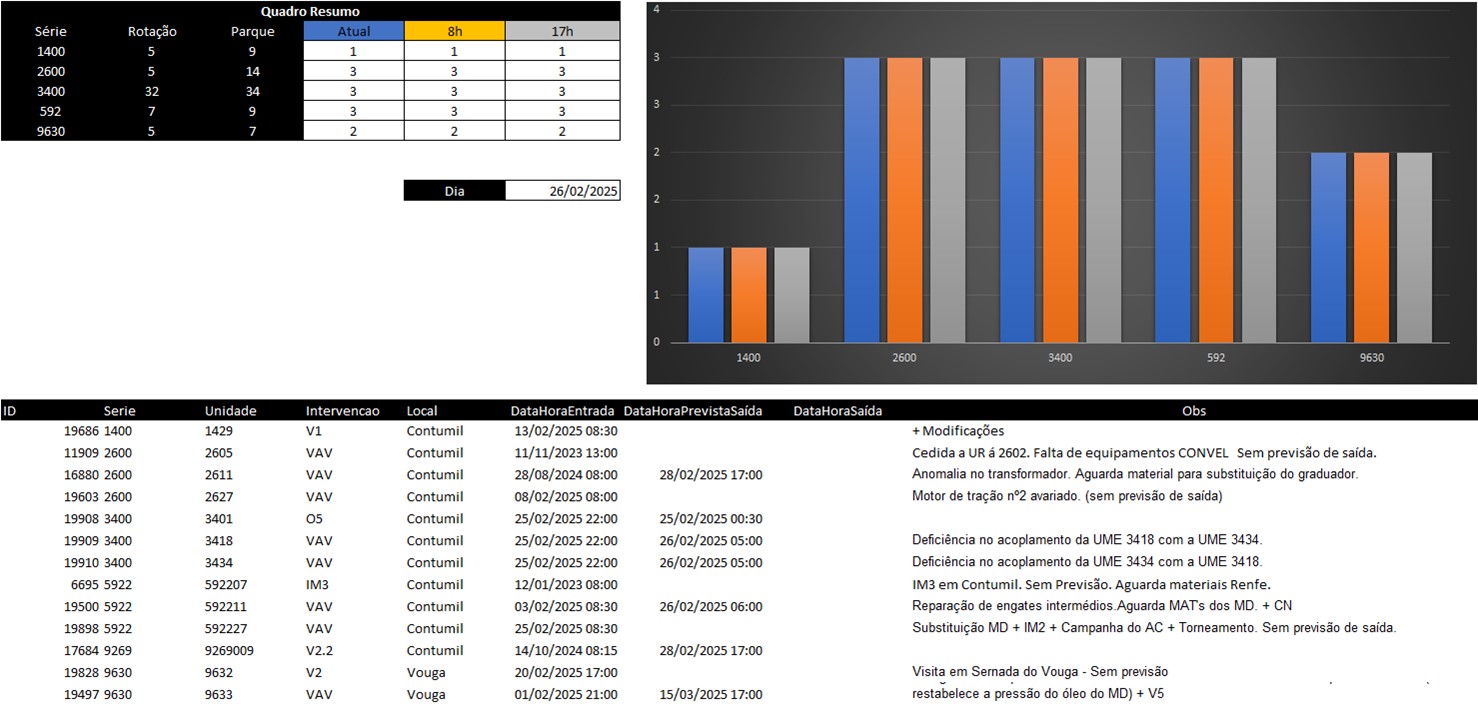 Quadro Resumo
Série Rotação Parque Atual 8h 17h
1400 5 9 1 1 1
2600 5 14 3 3 3
3400 32 34 3 3 3
592 7 9 3 3 3
9630 5 7 2 2 2
Dia 26/02/2025
4
3
3
2
2
1
1
0
1400 2600 3400 592 9630
ID Serie Unidade Intervencao Local DataHoraEntrada DataHoraPrevistaSaída DataHoraSaída Obs
19686 1400 1429 V1 Contumil 13/02/2025 08:30 + Modificações
11909 2600 2605 VAV Contumil 11/11/2023 13:00 Cedida a UR á 2602. Falta de equipamentos CONVEL Sem previsão de saída.
16880 2600 2611 VAV Contumil 28/08/2024 08:00 28/02/2025 17:00 Anomalia no transformador. Aguarda material para substituição do graduador.
19603 2600 2627 VAV Contumil 08/02/2025 08:00 Motor de tração nº2 avariado. (sem previsão de saída)
19908 3400 3401 O5 Contumil 25/02/2025 22:00 25/02/2025 00:30
19909 3400 3418 VAV Contumil 25/02/2025 22:00 26/02/2025 05:00 Deficiência no acoplamento da UME 3418 com a UME 3434.
19910 3400 3434 VAV Contumil 25/02/2025 22:00 26/02/2025 05:00 Deficiência no acoplamento da UME 3434 com a UME 3418.
6695 5922 592207 IM3 Contumil 12/01/2023 08:00 IM3 em Contumil. Sem Previsão. Aguarda materiais Renfe.
19500 5922 592211 VAV Contumil 03/02/2025 08:30 26/02/2025 06:00 Reparação de engates intermédios.Aguarda MAT's dos MD. + CN
19898 5922 592227 VAV Contumil 25/02/2025 08:30 Substituição MD + IM2 + Campanha do AC + Torneamento. Sem previsão de saída.
17684 9269 9269009 V2.2 Contumil 14/10/2024 08:15 28/02/2025 17:00
19828 9630 9632 V2 Vouga 20/02/2025 17:00 Visita em Sernada do Vouga - Sem previsão
19497 9630 9633 VAV Vouga 01/02/2025 21:00 15/03/2025 17:00 restabelece a pressão do óleo do MD) + V5